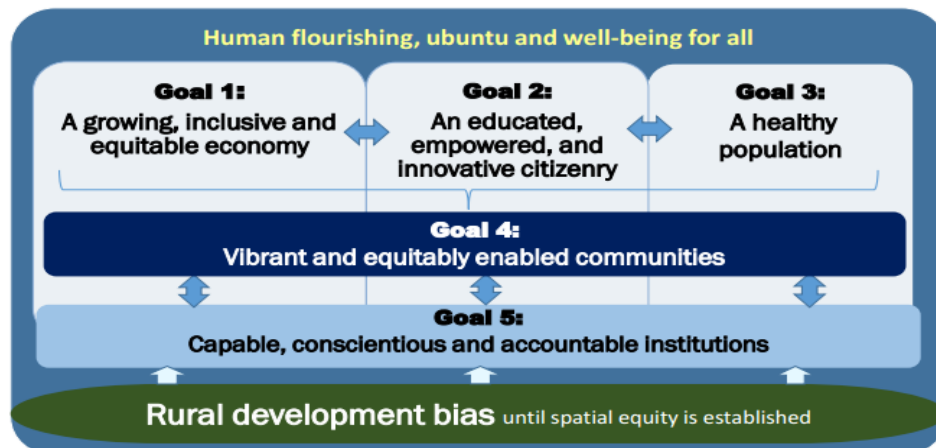 Human flourishing, ubuntu and well-being for all
Goal 1:
A growing, inclusive and
equitable economy
Goal 2:
An educated,
empowered, and
innovative citizenry
Goal 3:
A healthy
population
Goal 4:
Vibrant and equitably enabled communities
Goal 5:
Capable, conscientious and accountable institutions
Rural development bias until spatial equity is established